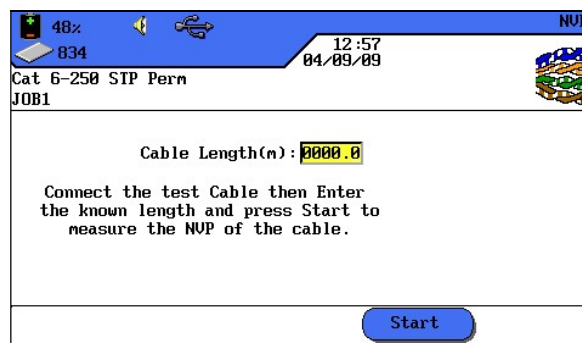 48% NVP
834
12:57
04/09/09
Cat 6-250 STP Perm
JOB1
Cable Length(m): 0000.0
Connect the test Cable then Enter
the known length and press Start to
measure the NVP of the cable.
Start